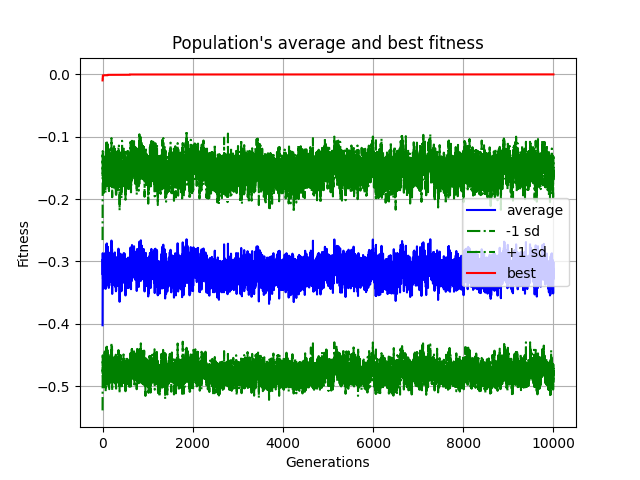 Population's average and best fitness
0.0
−0.1
−0.2
−0.3
−0.4
−0.5
Fitness
average
-1 sd
+1 sd
best
0 2000 4000 6000 8000 10000
Generations